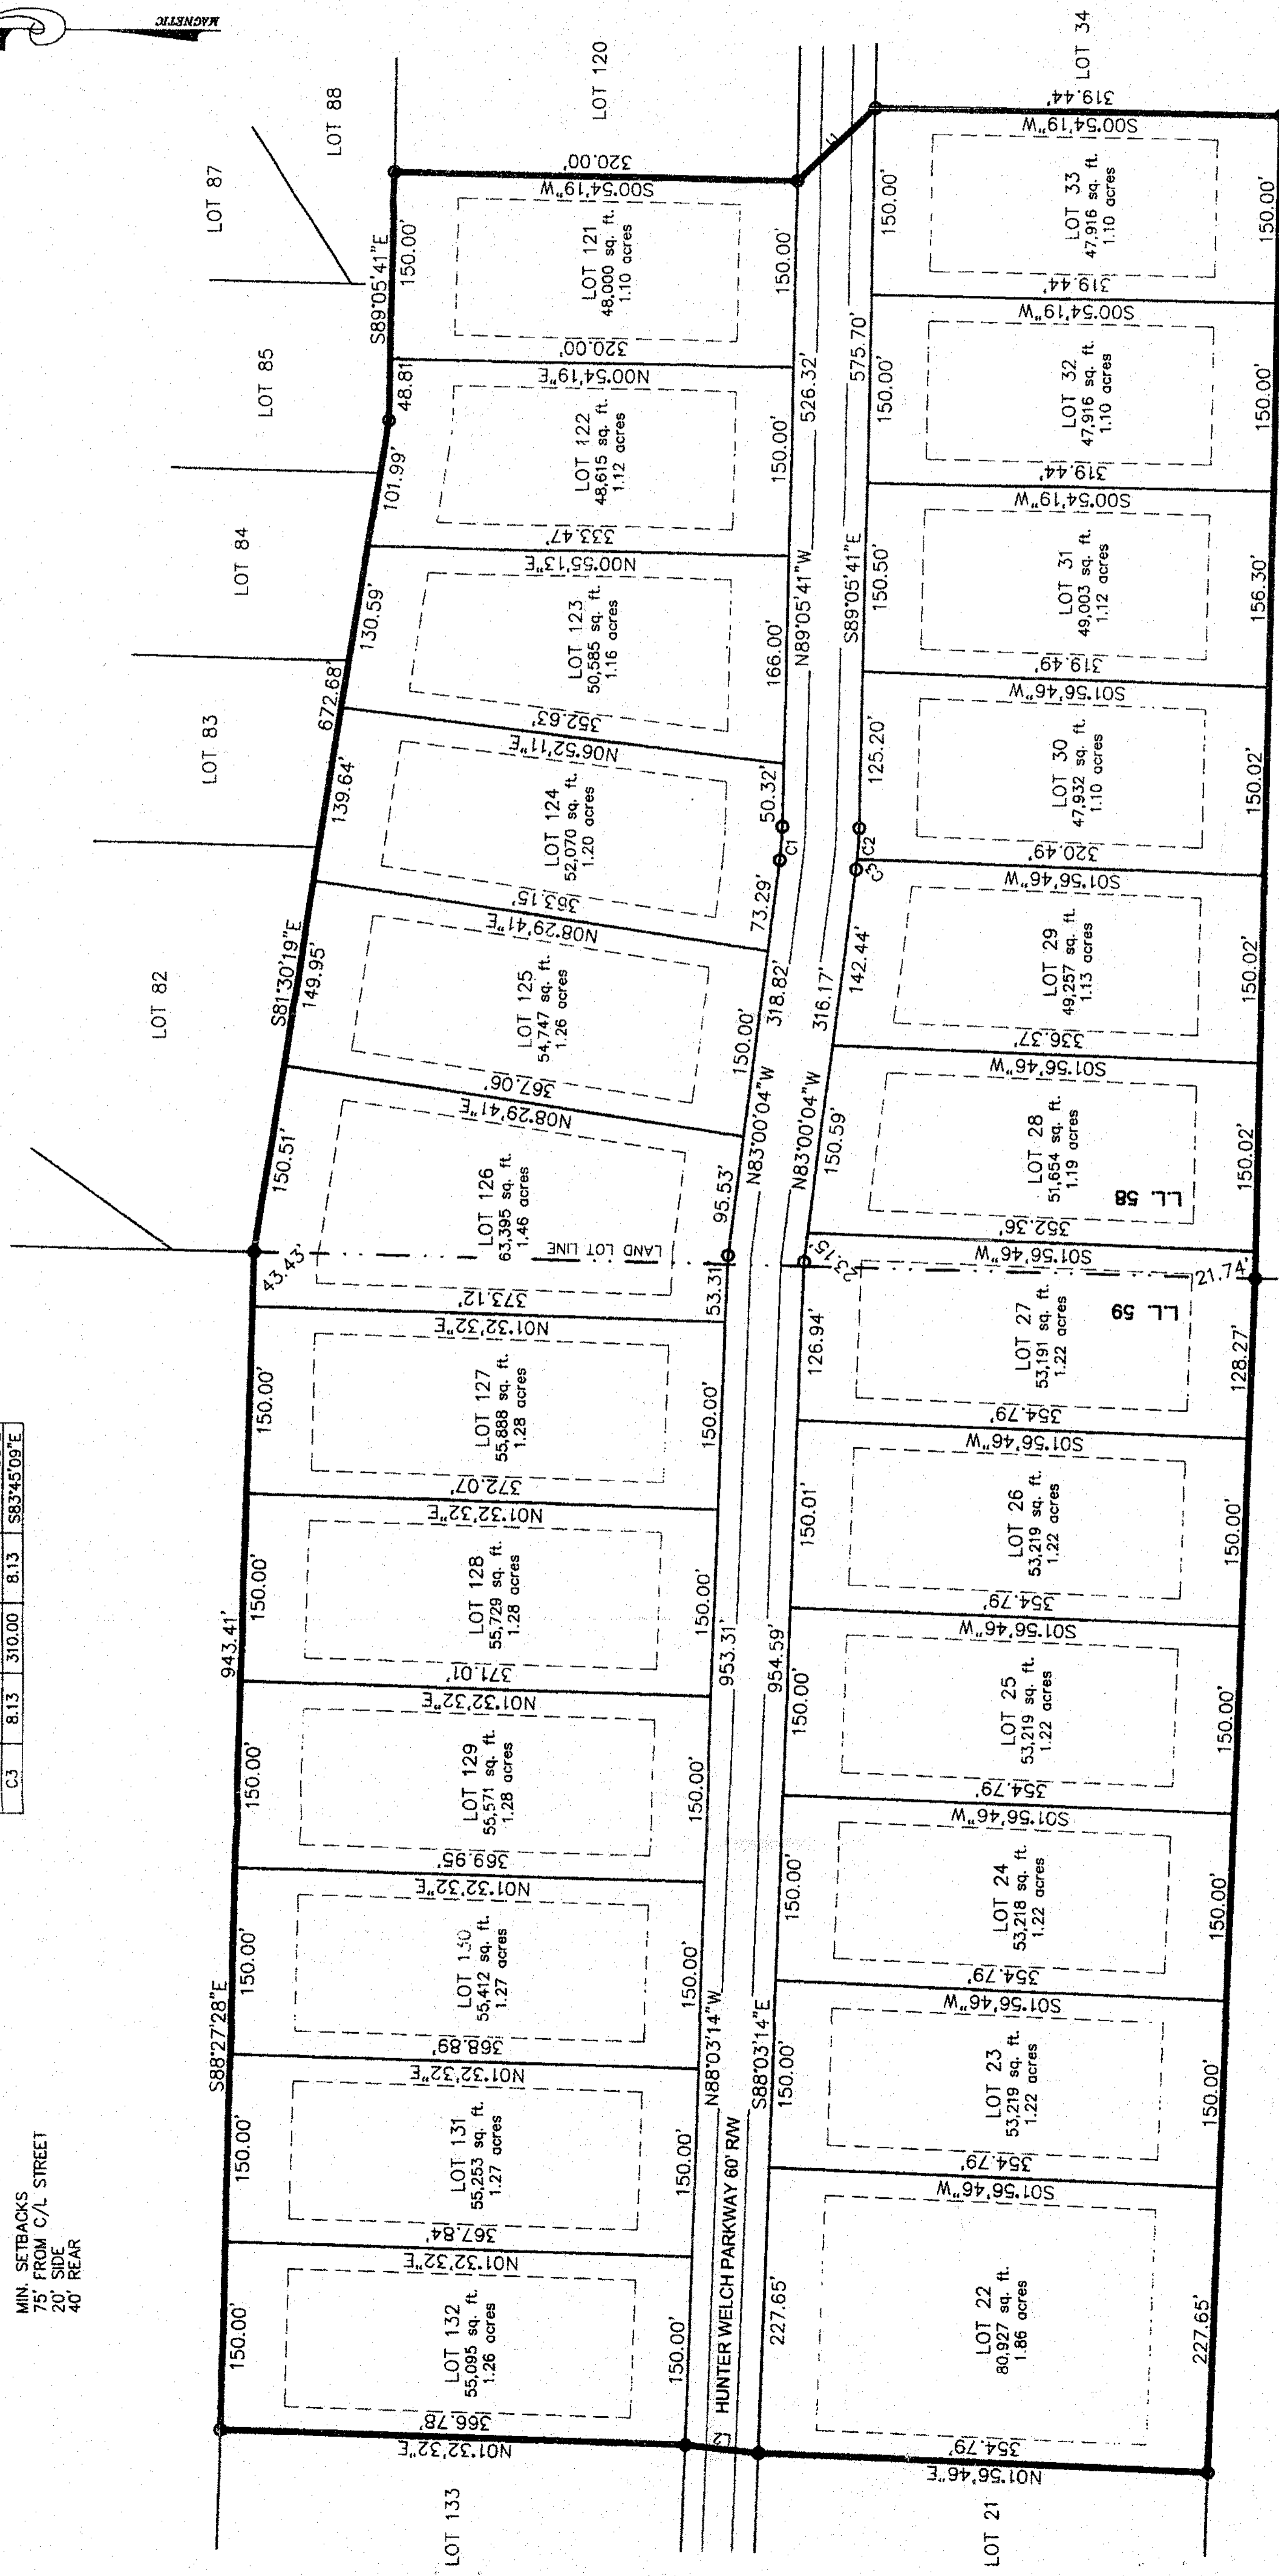 MAGNETIC
C3 8.13 310.00 8.13 S83°45'09"E
MIN. SETBACKS
75' FROM C/L STREET
20' SIDE
40' REAR
LOT 82
LOT 83
LOT 84
LOT 85
LOT 87
LOT 88
LOT 120
LOT 34
LOT 133
LOT 21
S88°27'28"E
943.41'
S81°30'19"E
672.68'
S89°05'41"E
150.00'
150.00'
150.00'
150.00'
150.00'
150.00'
43.43'
150.51'
149.95'
139.64'
130.59'
101.99'
48.81
150.00'
N01°32'32"E
366.78'
LOT 132
55,095 sq. ft.
1.26 acres
N01°32'32"E
367.84'
LOT 131
55,253 sq. ft.
1.27 acres
N01°32'32"E
368.89'
LOT 130
55,412 sq. ft.
1.27 acres
N01°32'32"E
369.95'
LOT 129
55,571 sq. ft.
1.28 acres
N01°32'32"E
371.01'
LOT 128
55,729 sq. ft.
1.28 acres
N01°32'32"E
372.07'
LOT 127
55,888 sq. ft.
1.28 acres
N01°32'32"E
373.12'
LOT 126
63,395 sq. ft.
1.46 acres
LAND LOT LINE
N08°29'41"E
367.06'
LOT 125
54,747 sq. ft.
1.26 acres
N08°29'41"E
363.15'
LOT 124
52,070 sq. ft.
1.20 acres
N06°52'11"E
352.63'
LOT 123
50,585 sq. ft.
1.16 acres
N00°55'13"E
333.47'
LOT 122
48,615 sq. ft.
1.12 acres
N00°54'19"E
320.00'
LOT 121
48,000 sq. ft.
1.10 acres
S00°54'19"W
320.00'
150.00'
150.00'
150.00'
150.00'
150.00'
150.00'
53.31'
95.53'
150.00'
73.29'
C1
50.32'
166.00'
150.00'
150.00'
N88°03'14"W
953.31'
N83°00'04"W
318.82'
N89°05'41"W
526.32'
L2
HUNTER WELCH PARKWAY 60' R/W
L1
S88°03'14"E
954.59'
N83°00'04"W
316.17'
S89°05'41"E
575.70'
227.65'
150.00'
150.00'
150.00'
150.01'
126.94'
23.15'
150.59'
142.44'
C3
C2
125.20'
150.50'
150.00'
150.00'
N01°56'46"E
354.79'
LOT 22
80,927 sq. ft.
1.86 acres
S01°56'46"W
354.79'
LOT 23
53,219 sq. ft.
1.22 acres
S01°56'46"W
354.79'
LOT 24
53,218 sq. ft.
1.22 acres
S01°56'46"W
354.79'
LOT 25
53,219 sq. ft.
1.22 acres
S01°56'46"W
354.79'
LOT 26
53,219 sq. ft.
1.22 acres
S01°56'46"W
354.79'
LOT 27
53,191 sq. ft.
1.22 acres
L.L. 59
S01°56'46"W
352.36'
LOT 28
51,654 sq. ft.
1.19 acres
L.L. 58
S01°56'46"W
336.37'
LOT 29
49,257 sq. ft.
1.13 acres
S01°56'46"W
320.49'
LOT 30
47,932 sq. ft.
1.10 acres
S01°56'46"W
319.49'
LOT 31
49,003 sq. ft.
1.12 acres
S00°54'19"W
319.44'
LOT 32
47,916 sq. ft.
1.10 acres
S00°54'19"W
319.44'
LOT 33
47,916 sq. ft.
1.10 acres
S00°54'19"W
319.44'
227.65'
150.00'
150.00'
150.00'
150.00'
128.27'
21.74'
150.02'
150.02'
150.02'
156.30'
150.00'
150.00'